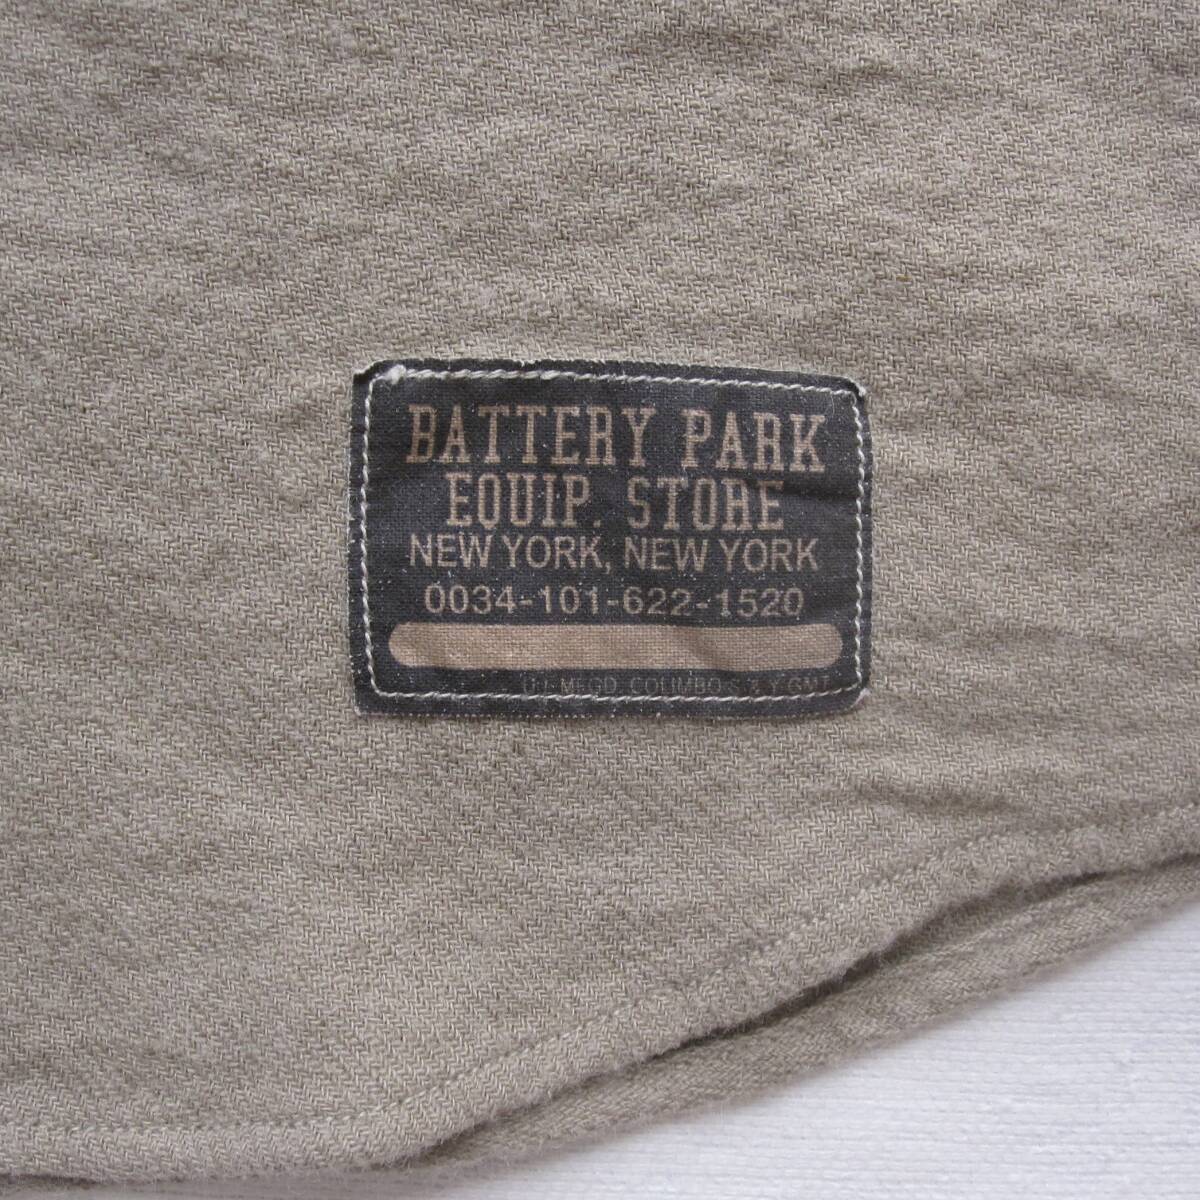 BATTERY PARK
EQUIP. STORE
NEW YORK, NEW YORK
0034-101-622-1520